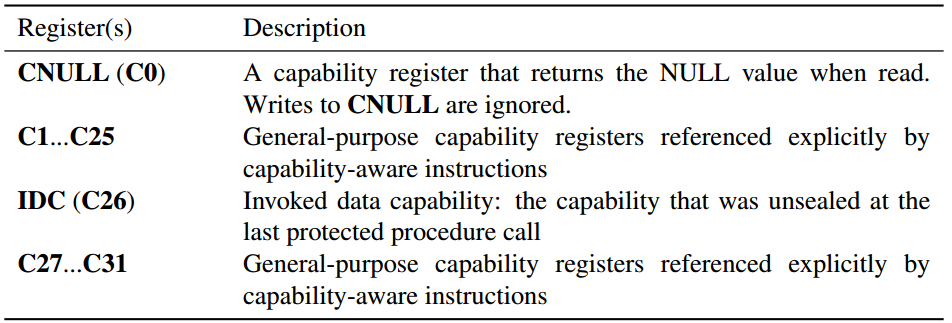 Register(s) Description
CNULL (C0) A capability register that returns the NULL value when read.
Writes to CNULL are ignored.
C1...C25 General-purpose capability registers referenced explicitly by
capability-aware instructions
IDC (C26) Invoked data capability: the capability that was unsealed at the
last protected procedure call
C27...C31 General-purpose capability registers referenced explicitly by
capability-aware instructions